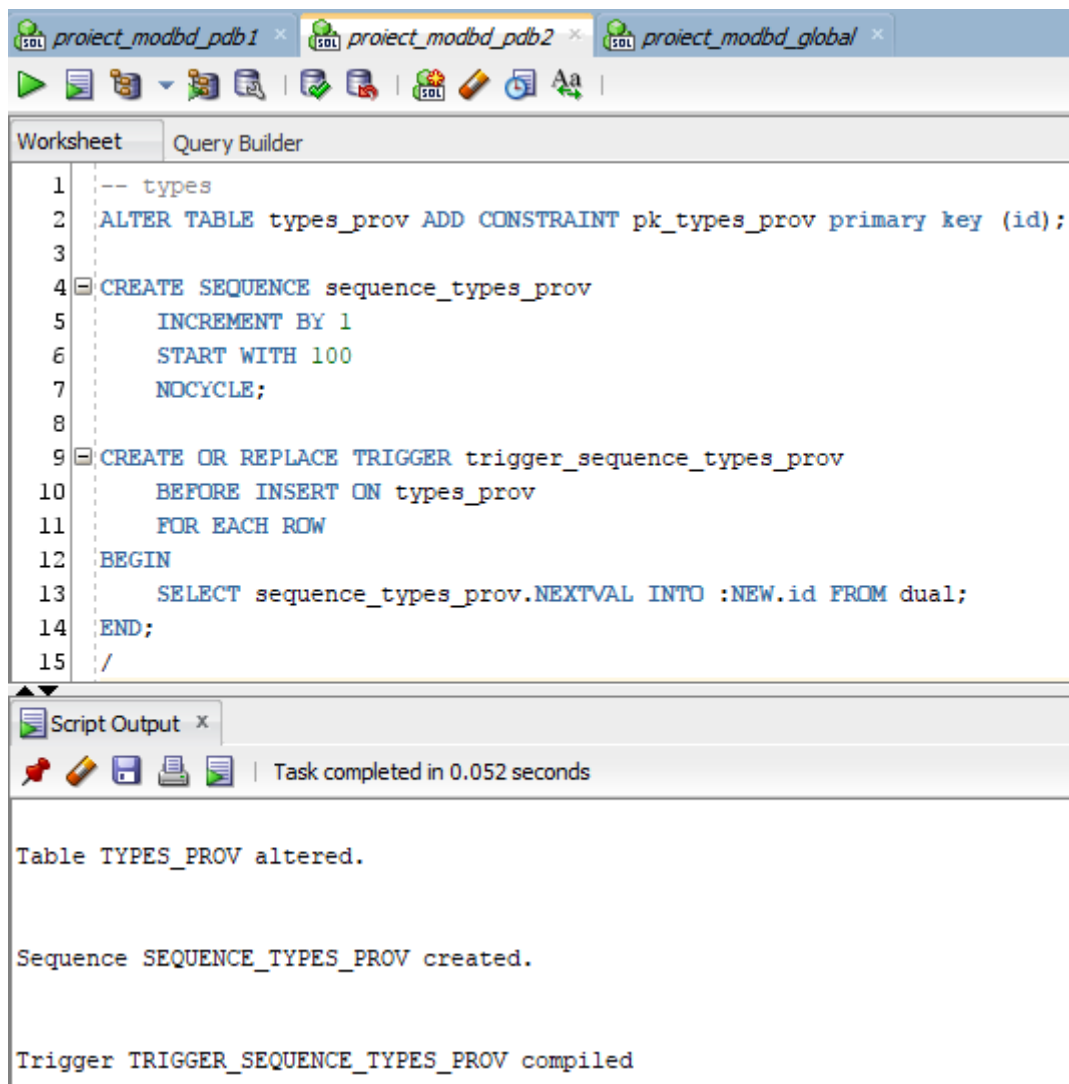 proiect_modbd_pdb1 × proiect_modbd_pdb2 × proiect_modbd_global ×
Worksheet Query Builder
1 -- types
2 ALTER TABLE types_prov ADD CONSTRAINT pk_types_prov primary key (id);
3
4 CREATE SEQUENCE sequence_types_prov
5 INCREMENT BY 1
6 START WITH 100
7 NOCYCLE;
8
9 CREATE OR REPLACE TRIGGER trigger_sequence_types_prov
10 BEFORE INSERT ON types_prov
11 FOR EACH ROW
12 BEGIN
13 SELECT sequence_types_prov.NEXTVAL INTO :NEW.id FROM dual;
14 END;
15 /
Script Output x
Task completed in 0.052 seconds
Table TYPES_PROV altered.
Sequence SEQUENCE_TYPES_PROV created.
Trigger TRIGGER_SEQUENCE_TYPES_PROV compiled